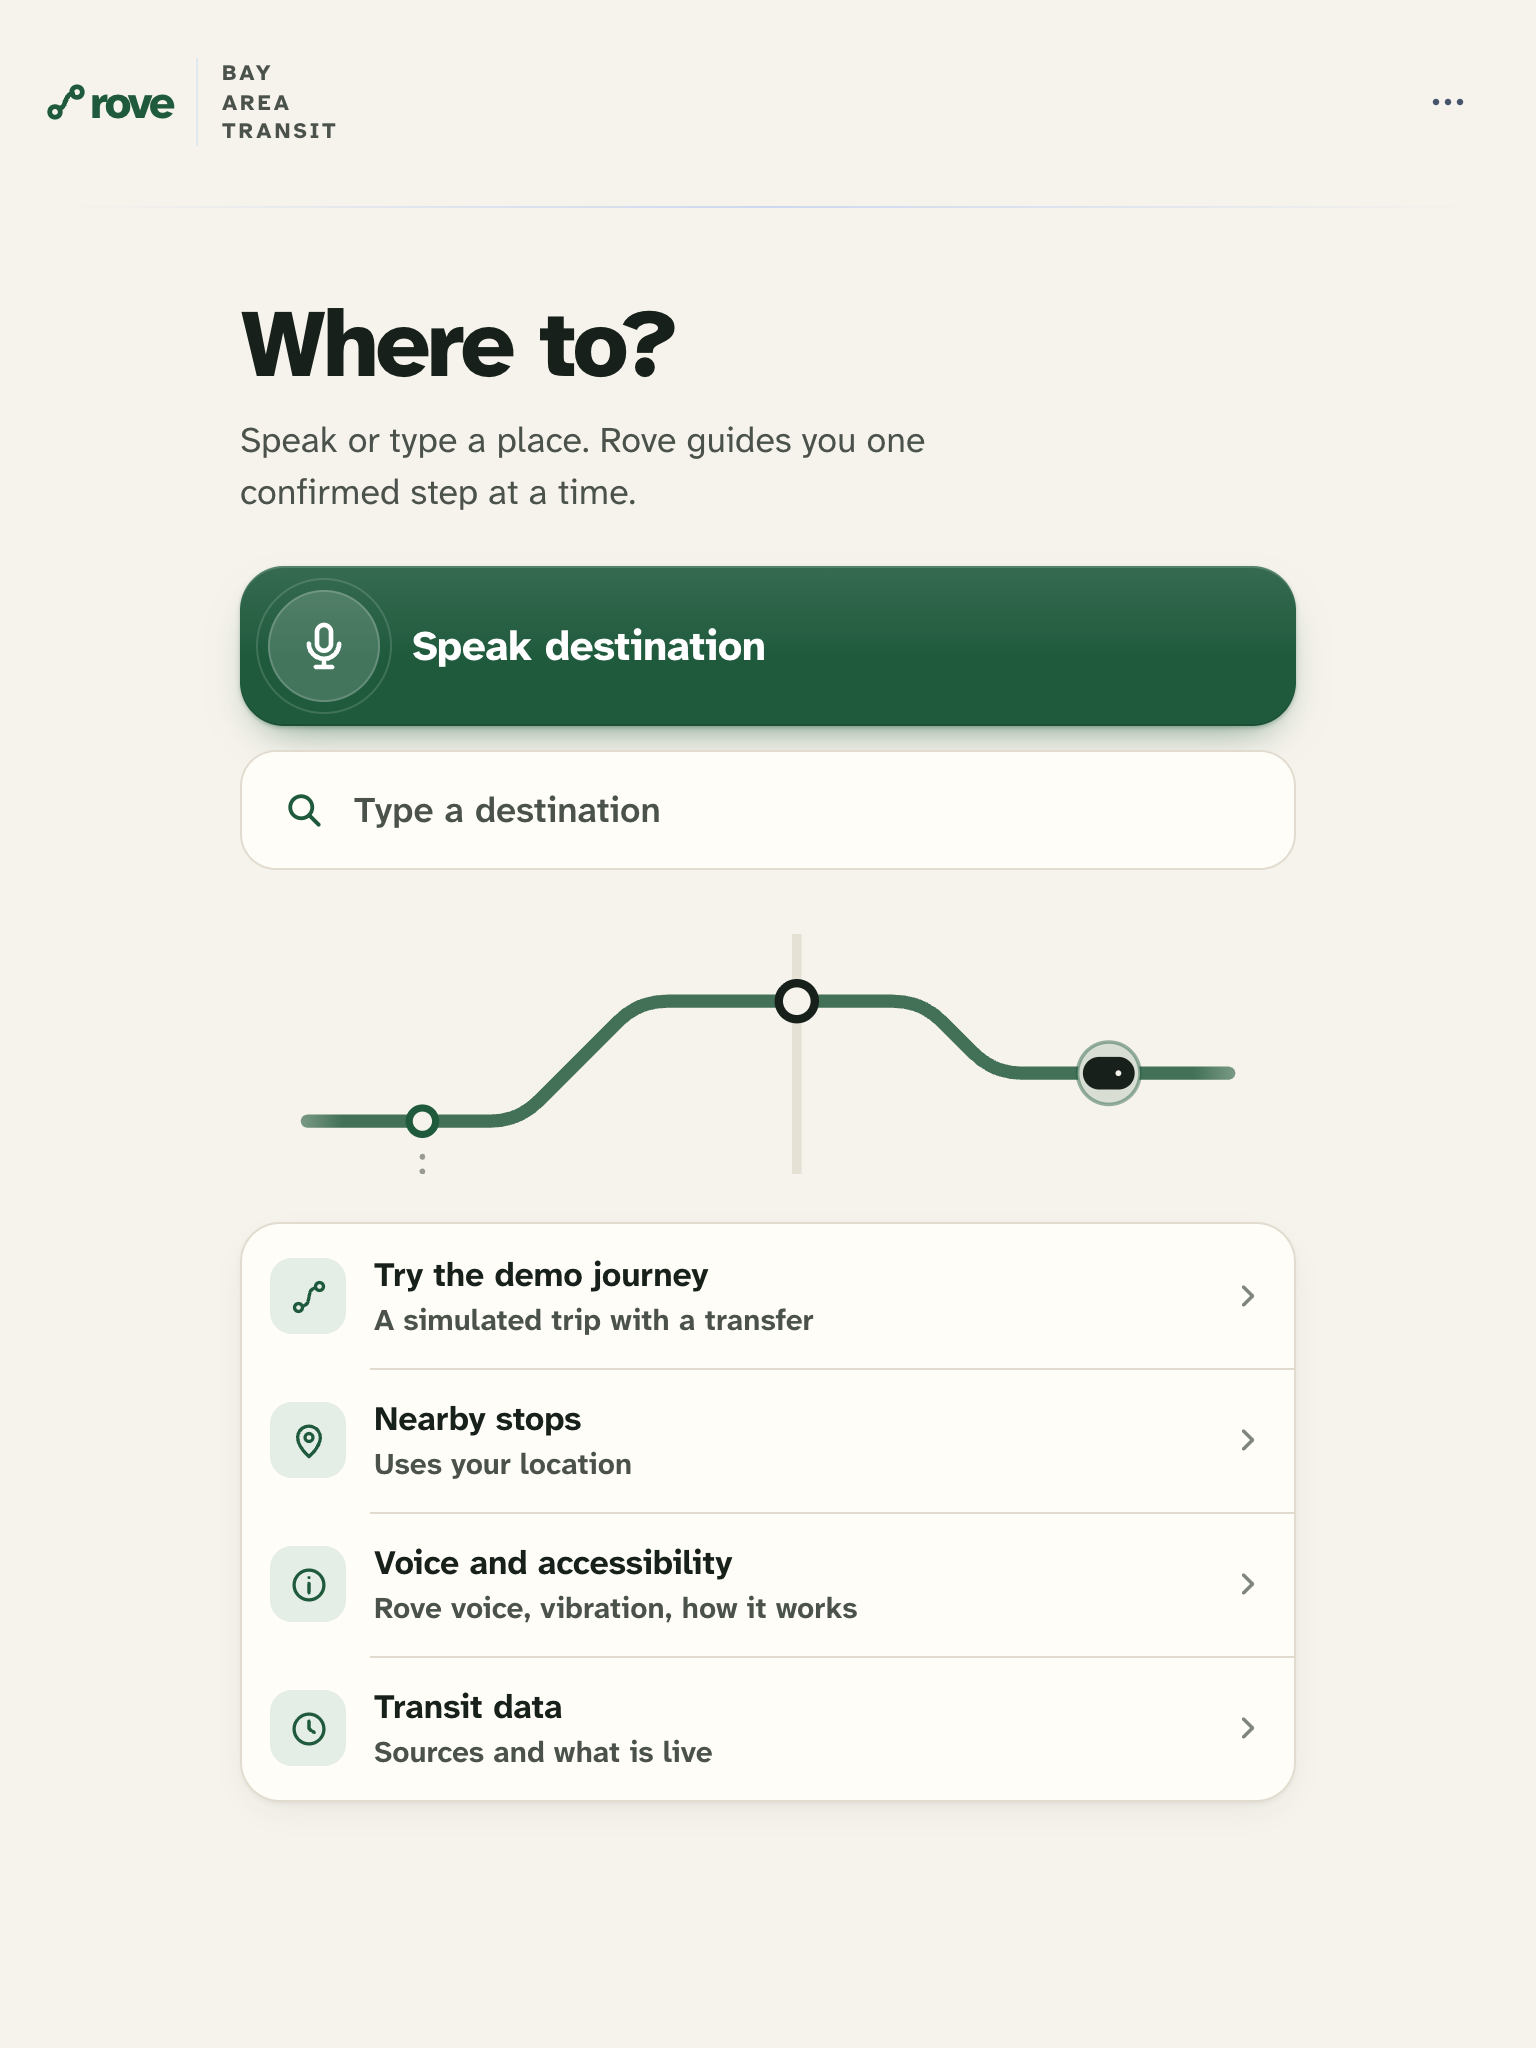 rove
BAY
AREA
TRANSIT
Where to?
Speak or type a place. Rove guides you one
confirmed step at a time.
Speak destination
Type a destination
Try the demo journey
A simulated trip with a transfer
Nearby stops
Uses your location
Voice and accessibility
Rove voice, vibration, how it works
Transit data
Sources and what is live